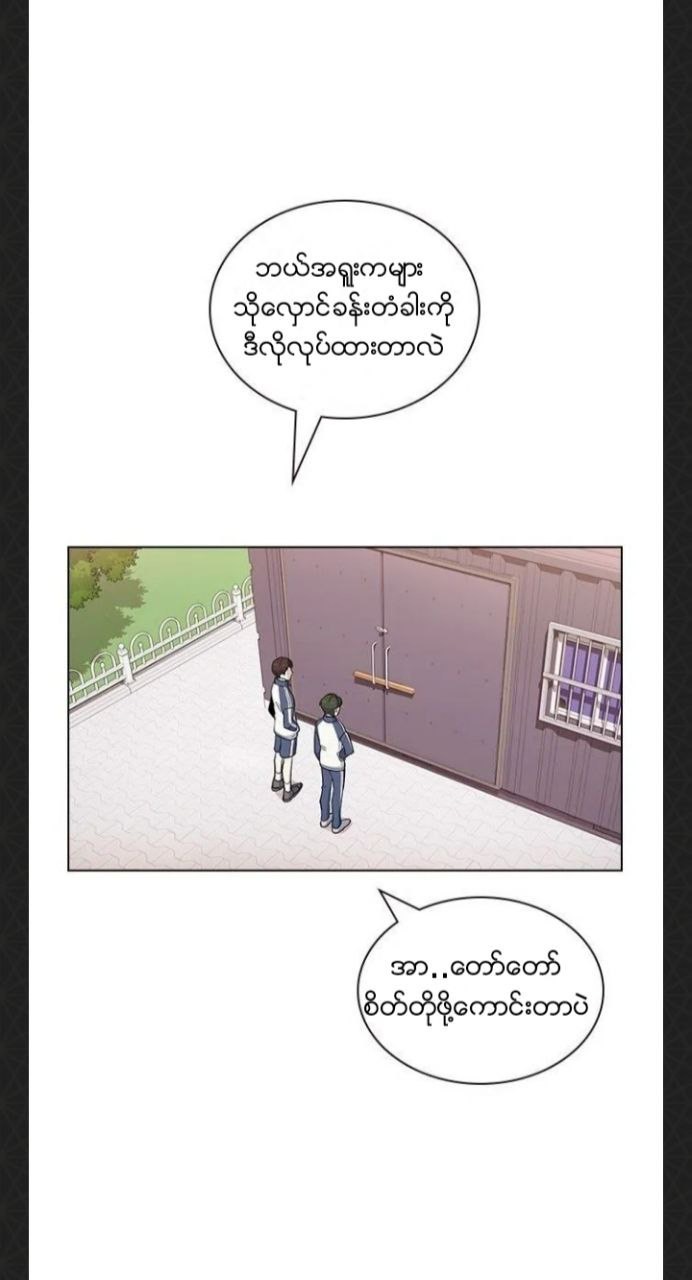 ဘယ်အရူးကများ
သိုလှောင်ခန်းတံခါးကို
ဒီလိုလုပ်ထားတာလဲ
အာ..တော်တော်
စိတ်တိုဖို့ကောင်းတာပဲ